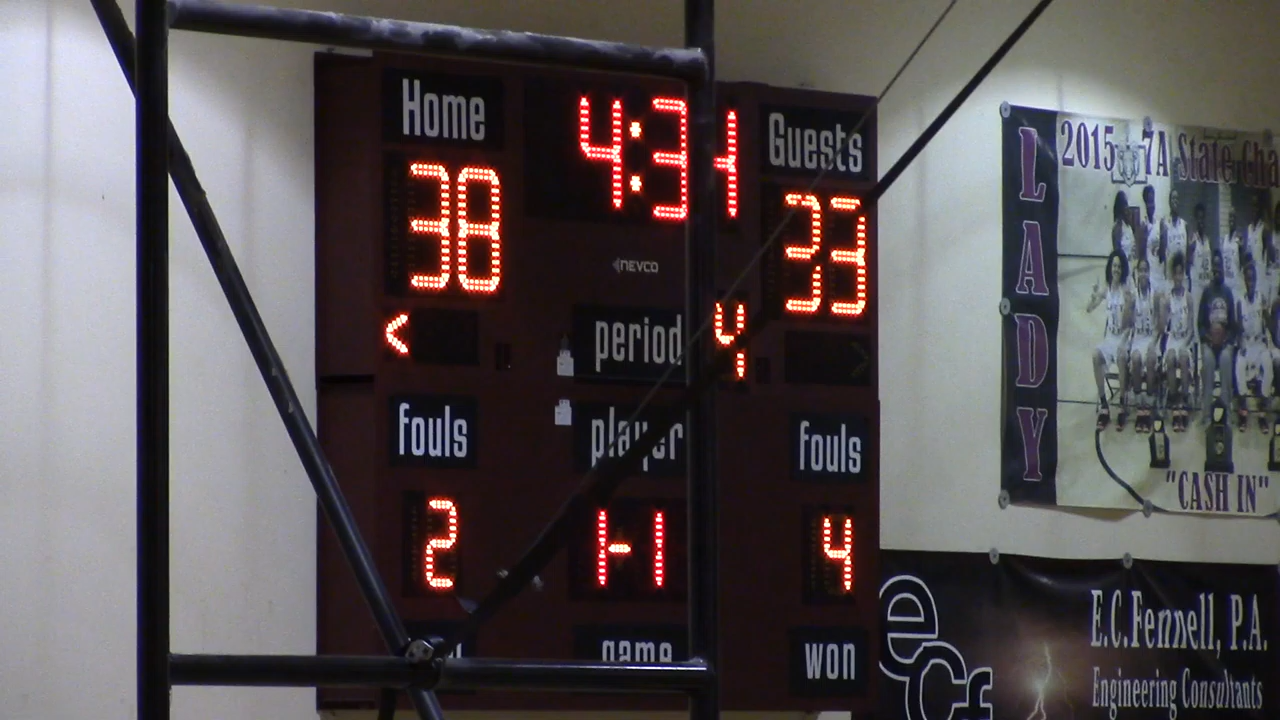 Home
4:31
Guests
38
33
NEVCO
<
period
4
fouls
player
fouls
2
1-1
4
game
won
LADY
2015 7A State Cha
"CASH IN"
ecf
E.C. Fennell, P.A.
Engineering Consultants